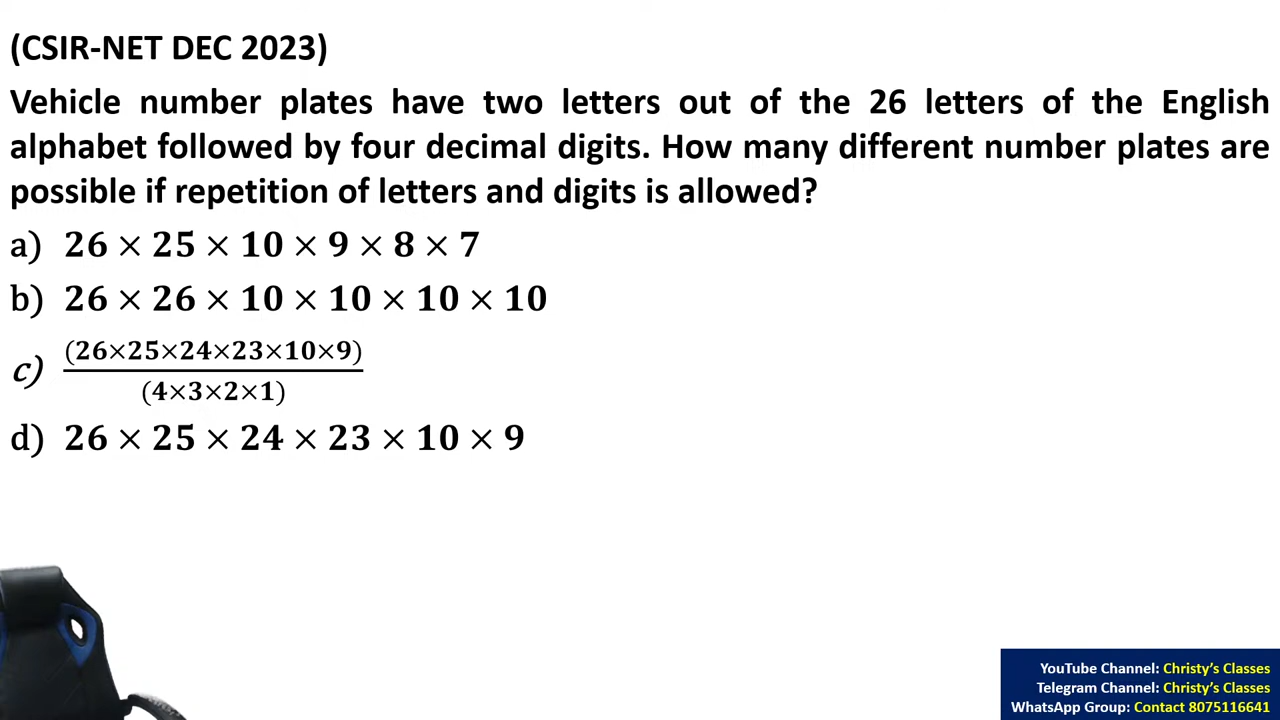 (CSIR-NET DEC 2023)
Vehicle number plates have two letters out of the 26 letters of the English
alphabet followed by four decimal digits. How many different number plates are
possible if repetition of letters and digits is allowed?
a) 26 × 25 × 10 × 9 × 8 × 7
b) 26 × 26 × 10 × 10 × 10 × 10
c) (26×25×24×23×10×9)
(4×3×2×1)
d) 26 × 25 × 24 × 23 × 10 × 9
YouTube Channel: Christy's Classes
Telegram Channel: Christy's Classes
WhatsApp Group: Contact 8075116641